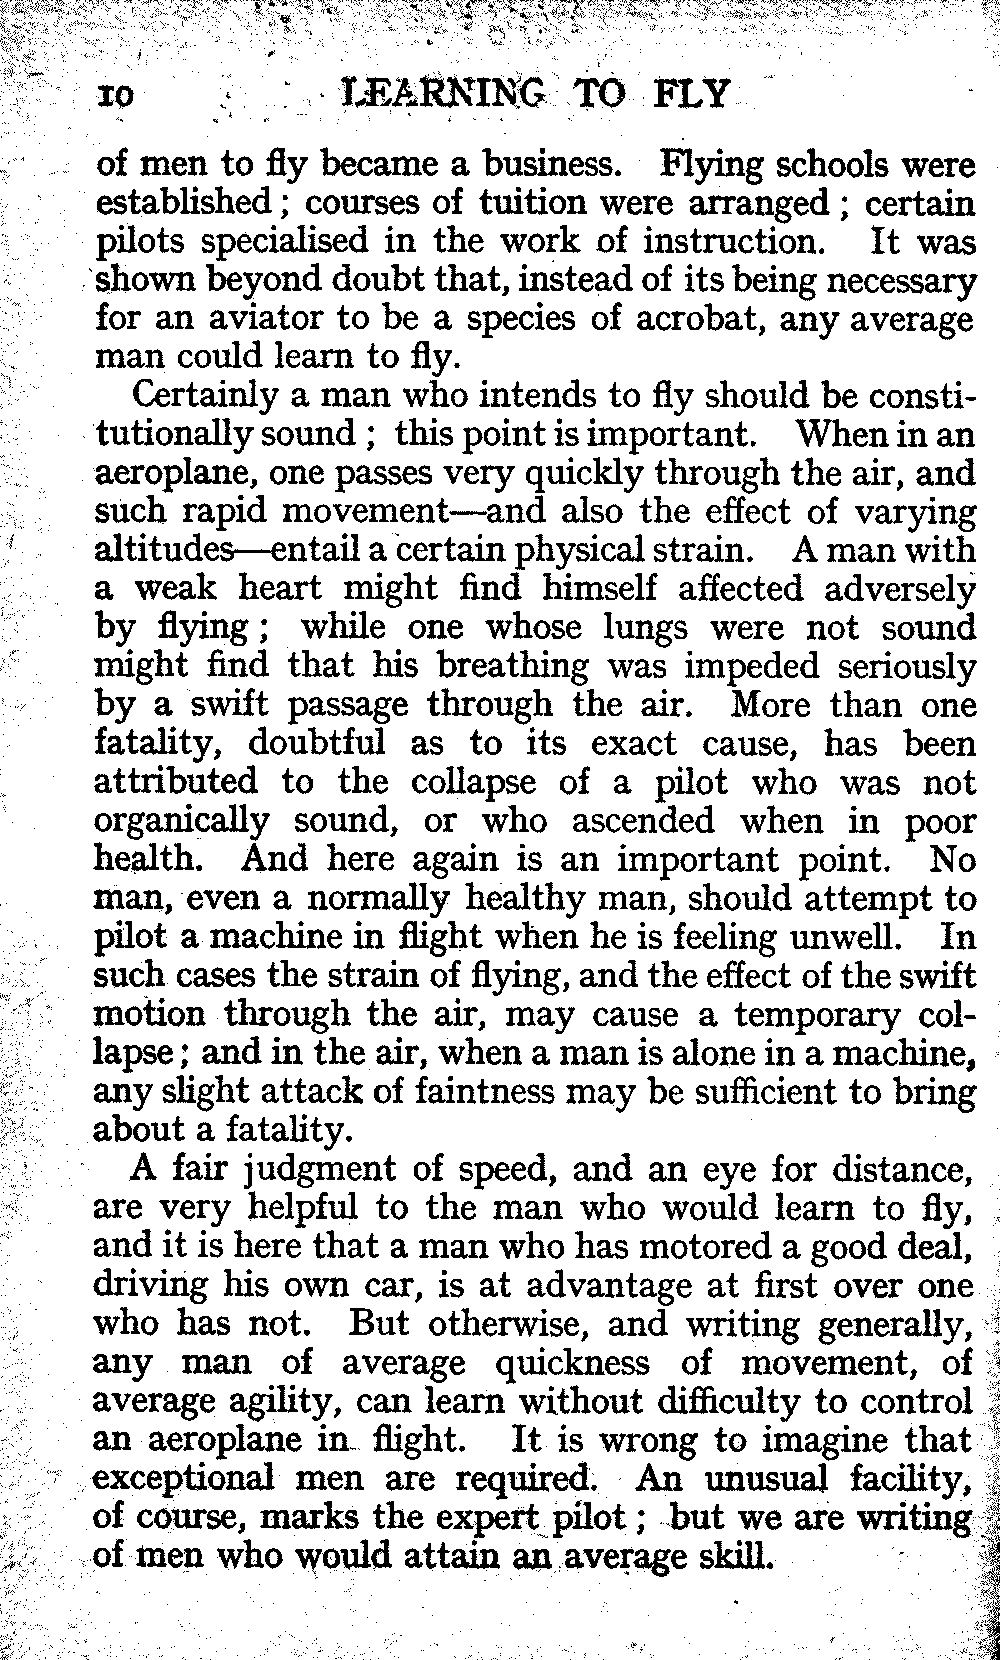 10 LEARNING TO FLY
of men to fly became a business. Flying schools were
established ; courses of tuition were arranged ; certain
pilots specialised in the work of instruction. It was
shown beyond doubt that, instead of its being necessary
for an aviator to be a species of acrobat, any average
man could learn to fly.
Certainly a man who intends to fly should be consti-
tutionally sound ; this point is important. When in an
aeroplane, one passes very quickly through the air, and
such rapid movement—and also the effect of varying
altitudes—entail a certain physical strain. A man with
a weak heart might find himself affected adversely
by flying ; while one whose lungs were not sound
might find that his breathing was impeded seriously
by a swift passage through the air. More than one
fatality, doubtful as to its exact cause, has been
attributed to the collapse of a pilot who was not
organically sound, or who ascended when in poor
health. And here again is an important point. No
man, even a normally healthy man, should attempt to
pilot a machine in flight when he is feeling unwell. In
such cases the strain of flying, and the effect of the swift
motion through the air, may cause a temporary col-
lapse ; and in the air, when a man is alone in a machine,
any slight attack of faintness may be sufficient to bring
about a fatality.
A fair judgment of speed, and an eye for distance,
are very helpful to the man who would learn to fly,
and it is here that a man who has motored a good deal,
driving his own car, is at advantage at first over one
who has not. But otherwise, and writing generally,
any man of average quickness of movement, of
average agility, can learn without difficulty to control
an aeroplane in flight. It is wrong to imagine that
exceptional men are required. An unusual facility,
of course, marks the expert pilot ; but we are writing
of men who would attain an average skill.